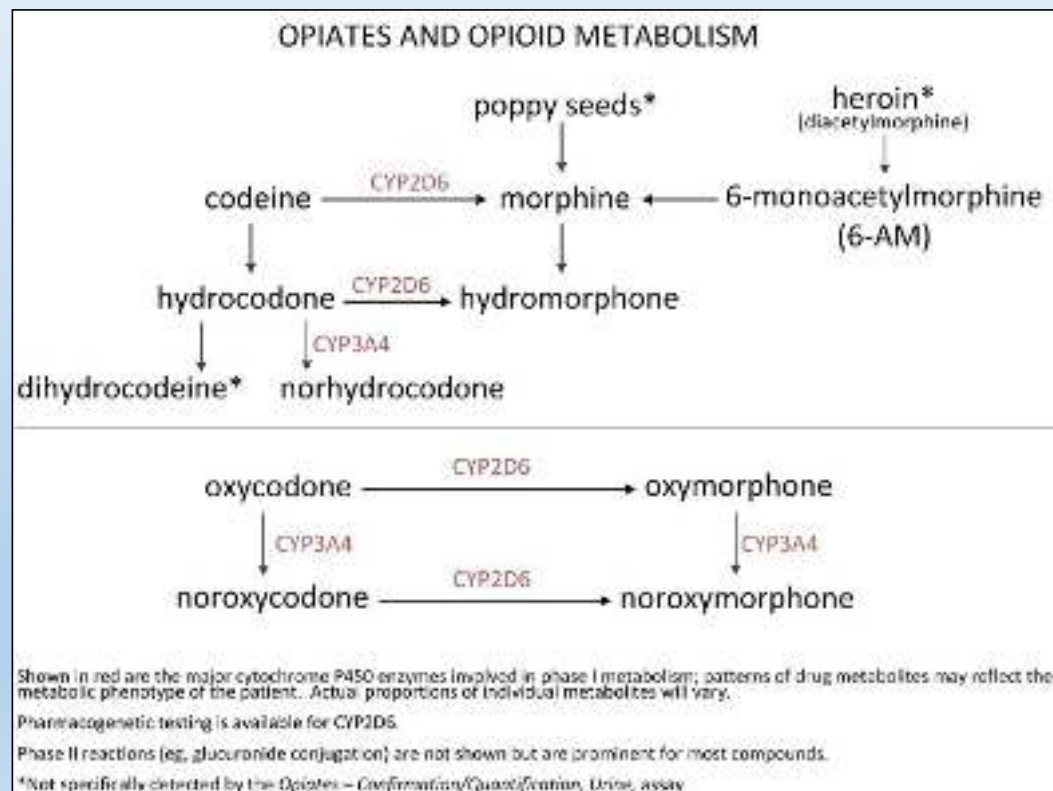 OPIATES AND OPIOID METABOLISM
poppy seeds*
heroin*
(diacetylmorphine)
codeine
CYP2D6
morphine
6-monoacetylmorphine
(6-AM)
hydrocodone
CYP2D6
hydromorphone
CYP3A4
dihydrocodeine*
norhydrocodone
oxycodone
CYP2D6
oxymorphone
CYP3A4
CYP3A4
noroxycodone
CYP2D6
noroxymorphone
Shown in red are the major cytochrome P450 enzymes involved in phase I metabolism; patterns of drug metabolites may reflect the
metabolic phenotype of the patient. Actual proportions of individual metabolites will vary.
Pharmacogenetic testing is available for CYP2D6.
Phase II reactions (eg, glucuronide conjugation) are not shown but are prominent for most compounds.
*Not specifically detected by the Opiates – Confirmation/Quantification, Urine, assay